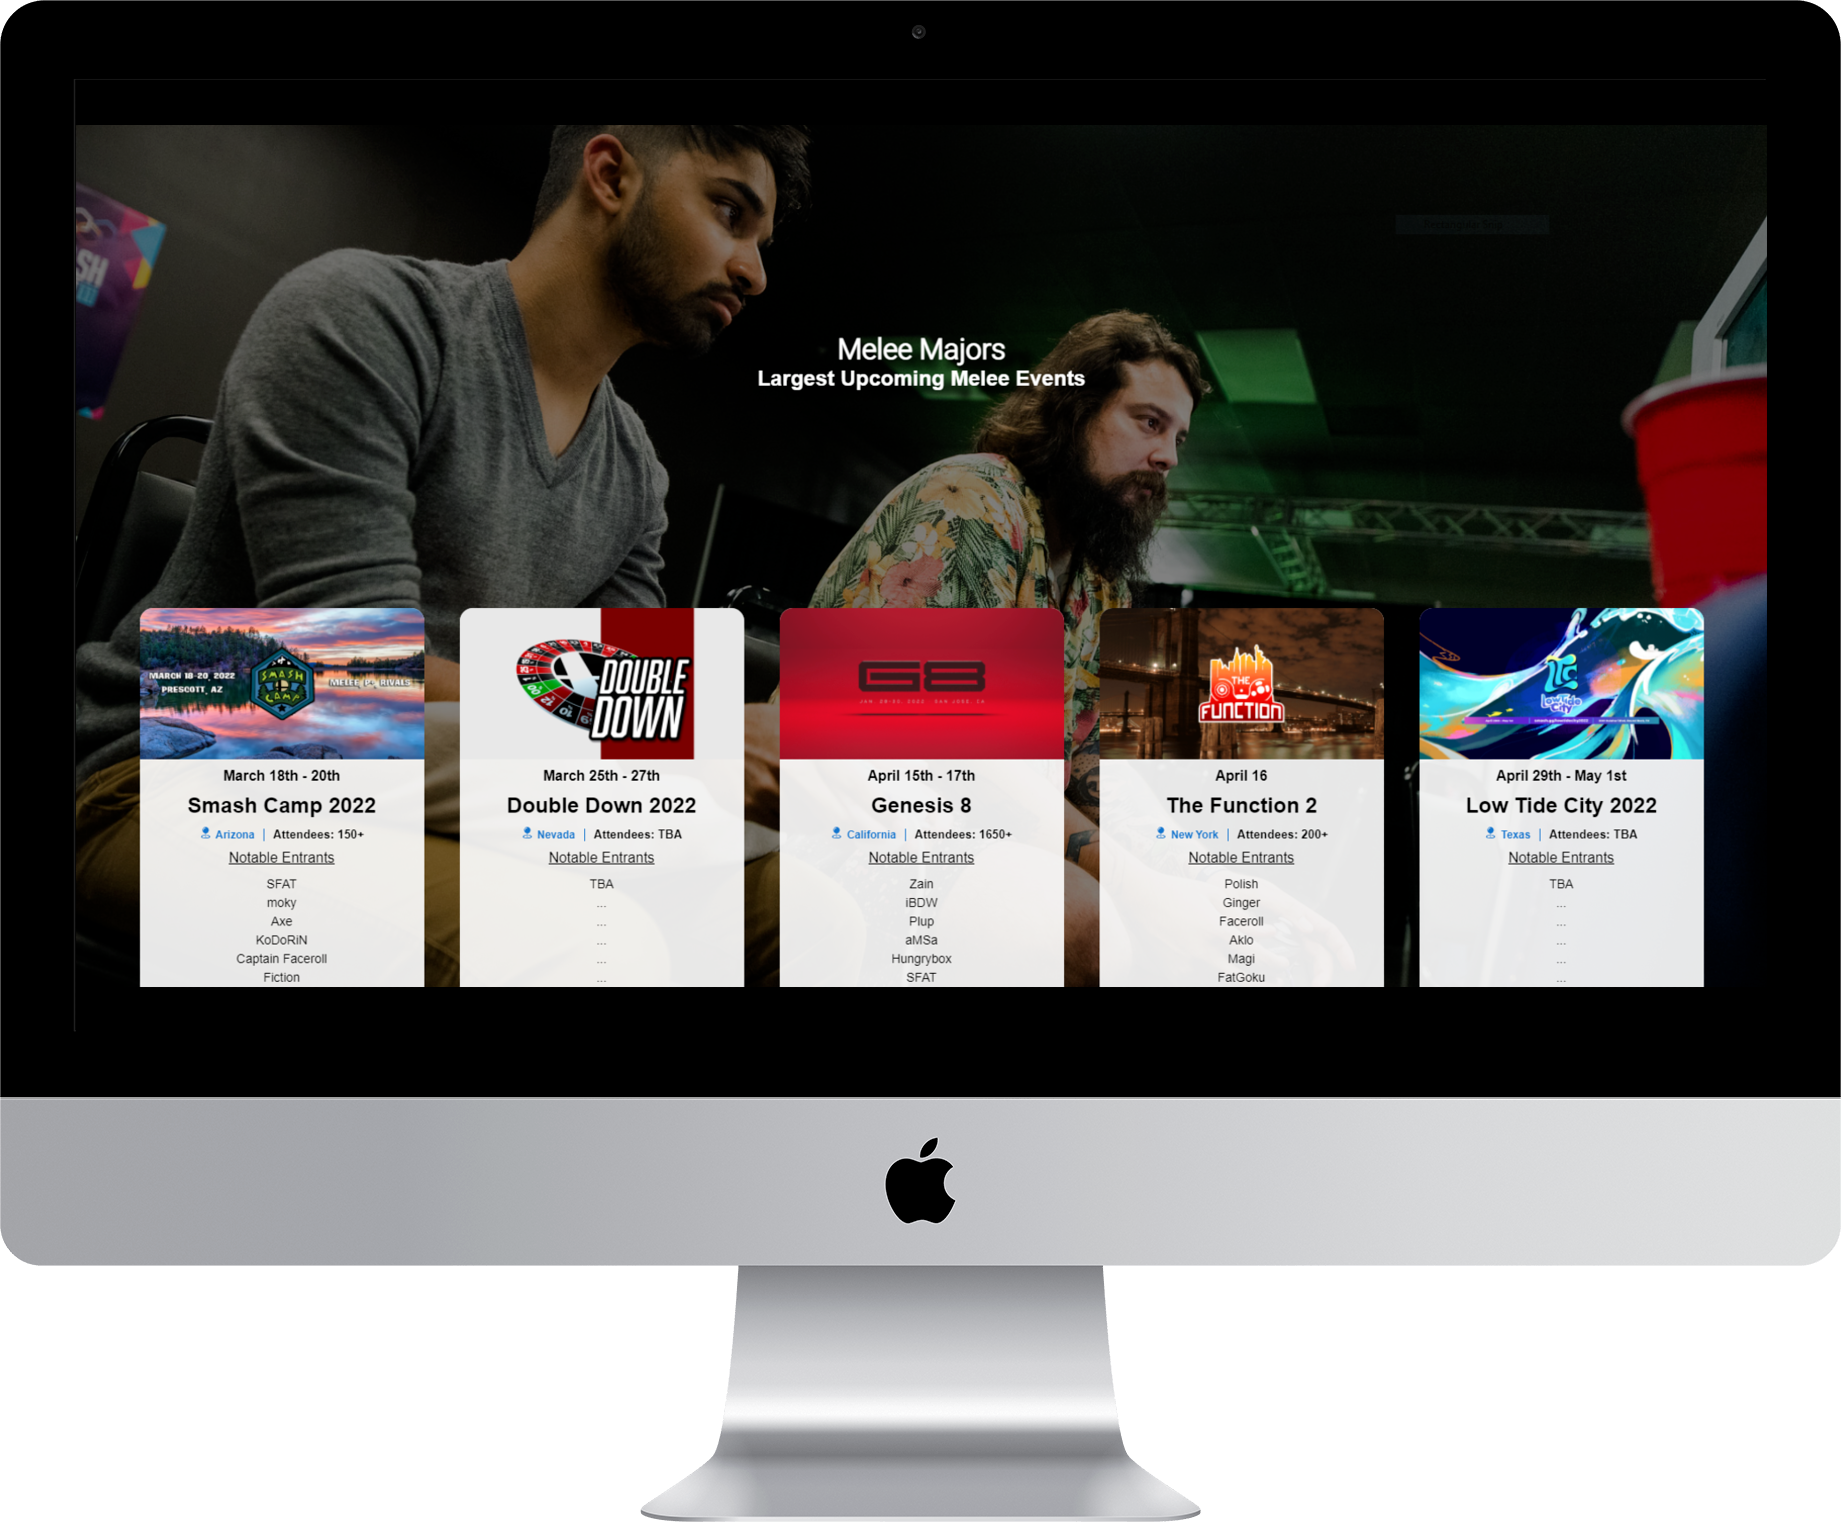 SH
Melee Majors
Largest Upcoming Melee Events
MARCH 18-20, 2022
PRESCOTT, AZ
SMASH
CAMP
DOUBLE
DOWN
G8
SAN JOSE, CA
THE
FUNCTION
LTC
Low Tide
City
March 18th - 20th
Smash Camp 2022
Arizona | Attendees: 150+
Notable Entrants
SFAT
moky
Axe
KoDoRiN
Captain Faceroll
Fiction
March 25th - 27th
Double Down 2022
Nevada | Attendees: TBA
Notable Entrants
TBA
...
...
...
...
...
April 15th - 17th
Genesis 8
California | Attendees: 1650+
Notable Entrants
Zain
iBDW
Plup
aMSa
Hungrybox
SFAT
April 16
The Function 2
New York | Attendees: 200+
Notable Entrants
Polish
Ginger
Faceroll
Aklo
Magi
FatGoku
April 29th - May 1st
Low Tide City 2022
Texas | Attendees: TBA
Notable Entrants
TBA
...
...
...
...
...